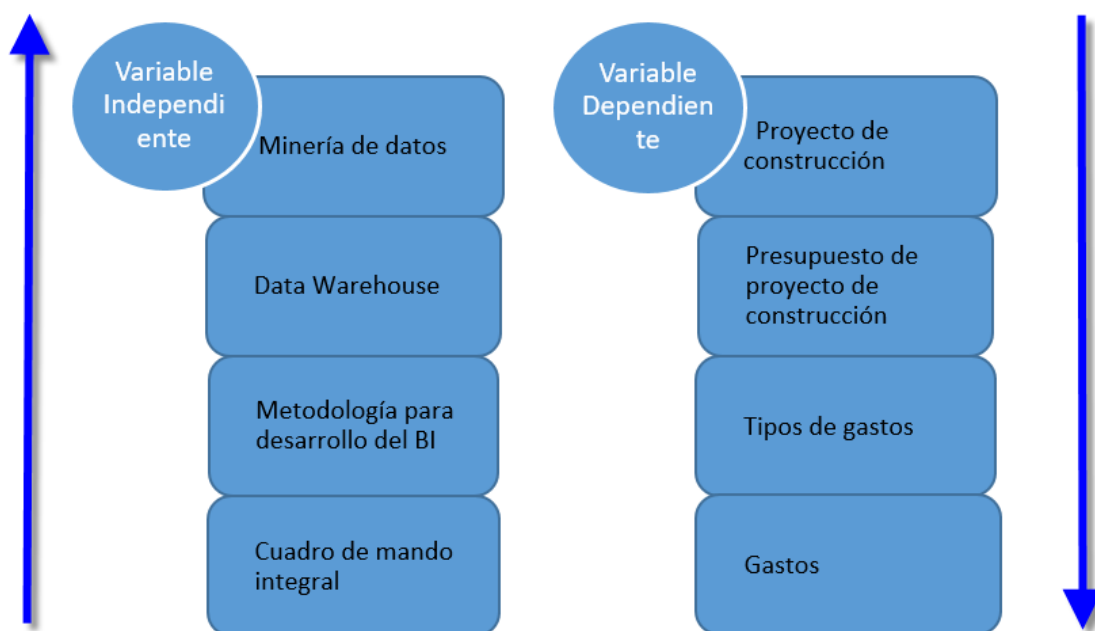 Variable
Independi
ente
Minería de datos
Data Warehouse
Metodología para
desarrollo del BI
Cuadro de mando
integral
Variable
Dependien
te
Proyecto de
construcción
Presupuesto de
proyecto de
construcción
Tipos de gastos
Gastos